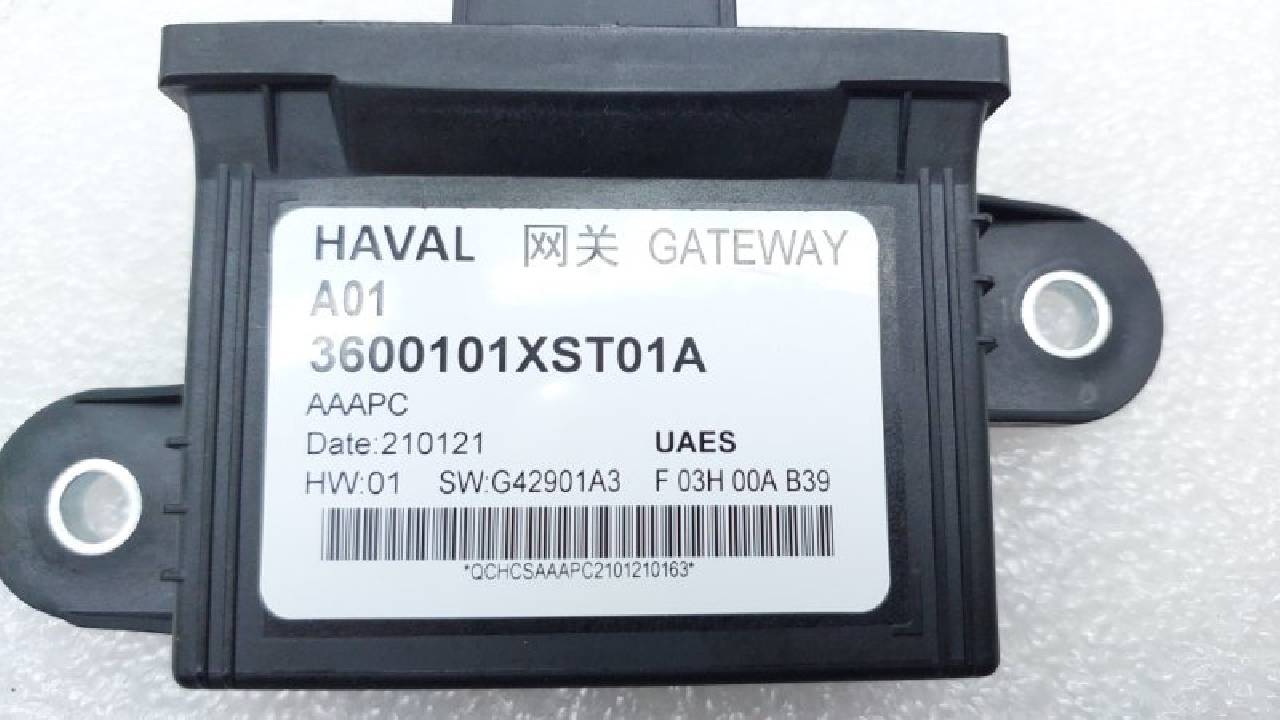 HAVAL 网关 GATEWAY
A01
3600101XST01A
AAAPC
Date:210121 UAES
HW:01 SW:G42901A3 F 03H 00A B39
*QCHCSAAAPC2101210163*